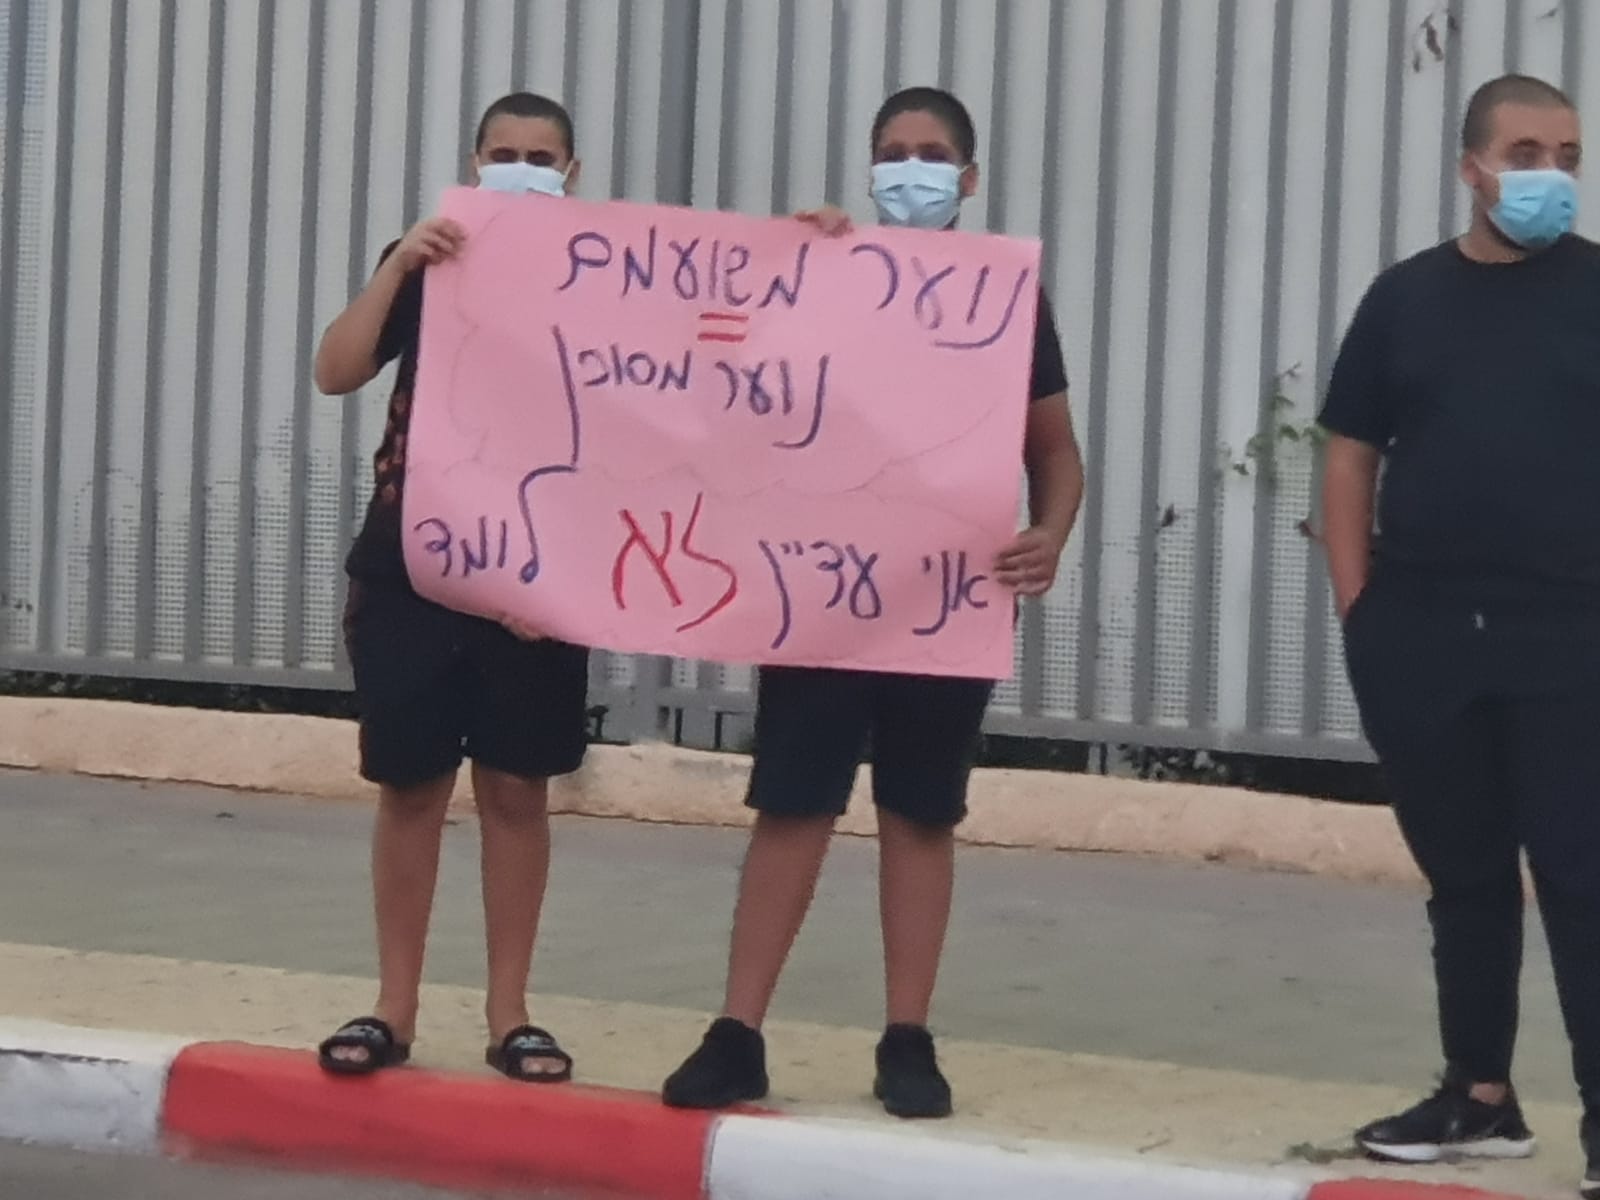 נוער משועמם
=
נוער מסוכן
אני עדיין לא לומד